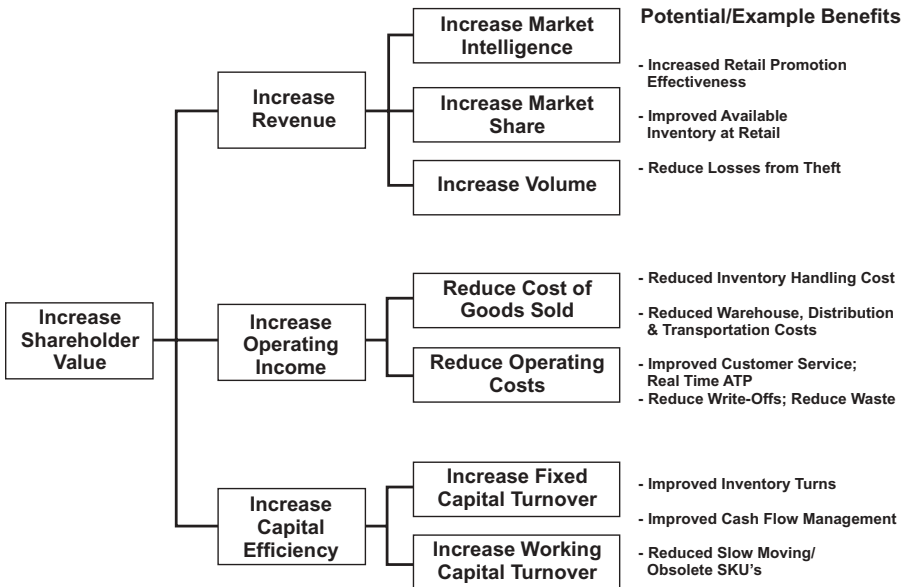 Potential/Example Benefits
Increase Shareholder
Value
Increase
Revenue
Increase Market
Intelligence
Increase Market
Share
Increase Volume
- Increased Retail Promotion
Effectiveness
- Improved Available
Inventory at Retail
- Reduce Losses from Theft
Increase
Operating
Income
Reduce Cost of
Goods Sold
Reduce Operating
Costs
- Reduced Inventory Handling Cost
- Reduced Warehouse, Distribution
& Transportation Costs
- Improved Customer Service;
Real Time ATP
- Reduce Write-Offs; Reduce Waste
Increase
Capital
Efficiency
Increase Fixed
Capital Turnover
Increase Working
Capital Turnover
- Improved Inventory Turns
- Improved Cash Flow Management
- Reduced Slow Moving/
Obsolete SKU's